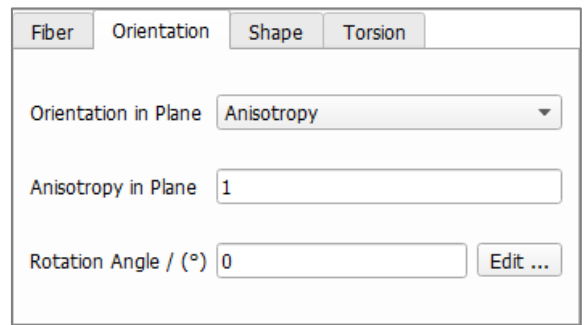 Fiber Orientation Shape Torsion
Orientation in Plane Anisotropy
Anisotropy in Plane 1
Rotation Angle / (°) 0 Edit ...